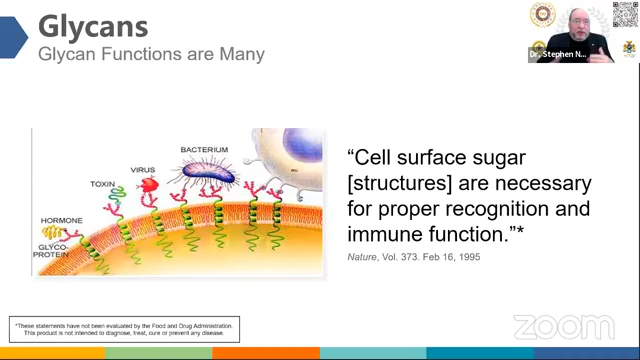 Glycans
Glycan Functions are Many
Dr. Stephen N...
BACTERIUM
VIRUS
TOXIN
HORMONE
GLYCO-
PROTEIN
“Cell surface sugar
[structures] are necessary
for proper recognition and
immune function.”*
Nature, Vol. 373. Feb 16, 1995
*These statements have not been evaluated by the Food and Drug Administration.
This product is not intended to diagnose, treat, cure or prevent any disease.
zoom